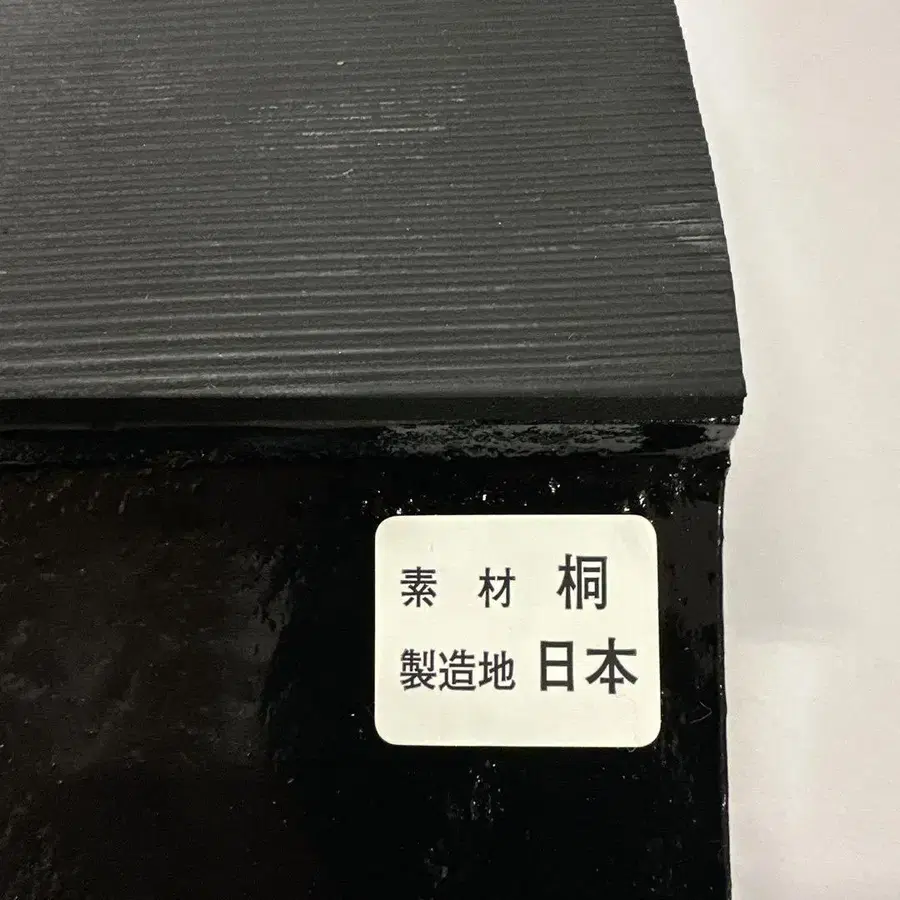 素 材 桐
製造地 日本